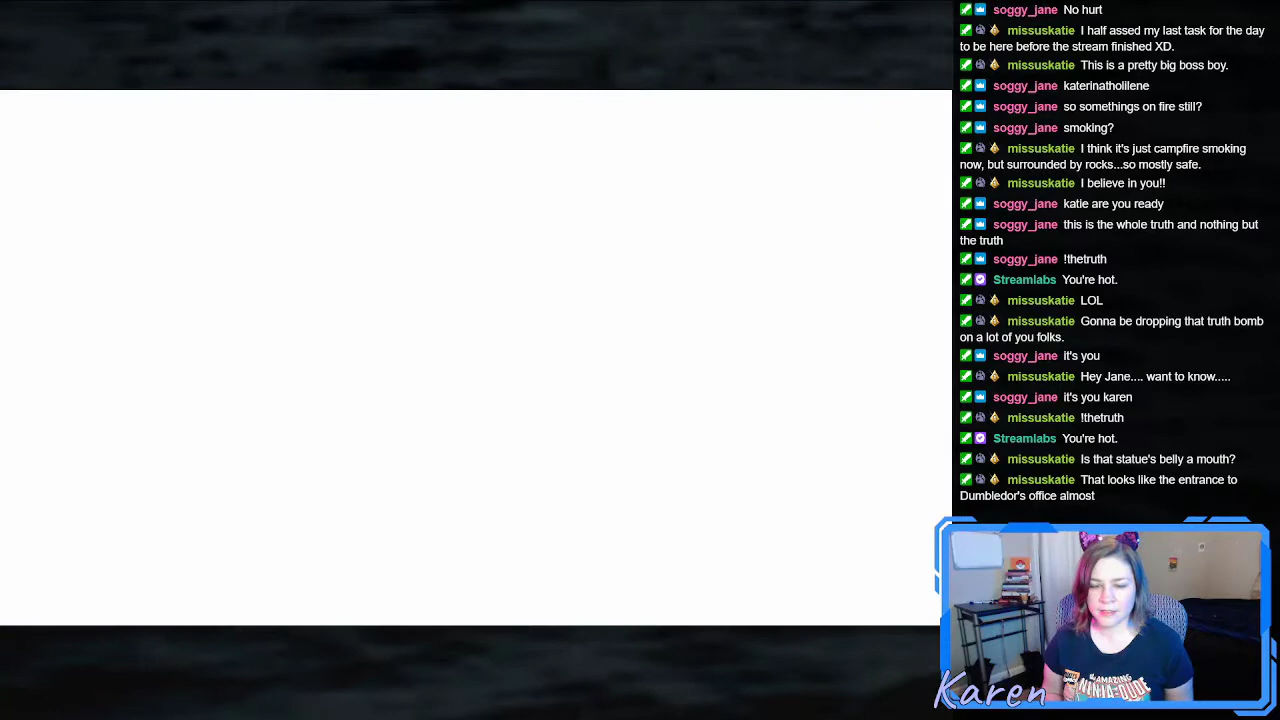 soggy_jane No hurt
missuskatie I half assed my last task for the day
to be here before the stream finished XD.
missuskatie This is a pretty big boss boy.
soggy_jane katerinatholilene
soggy_jane so somethings on fire still?
soggy_jane smoking?
missuskatie I think it's just campfire smoking
now, but surrounded by rocks...so mostly safe.
missuskatie I believe in you!!
soggy_jane katie are you ready
soggy_jane this is the whole truth and nothing but
the truth
soggy_jane !thetruth
Streamlabs You're hot.
missuskatie LOL
missuskatie Gonna be dropping that truth bomb
on a lot of you folks.
soggy_jane it's you
missuskatie Hey Jane.... want to know.....
soggy_jane it's you karen
missuskatie !thetruth
Streamlabs You're hot.
missuskatie Is that statue's belly a mouth?
missuskatie That looks like the entrance to
Dumbledor's office almost
AMAZING
NINJA-DUDE
Karen